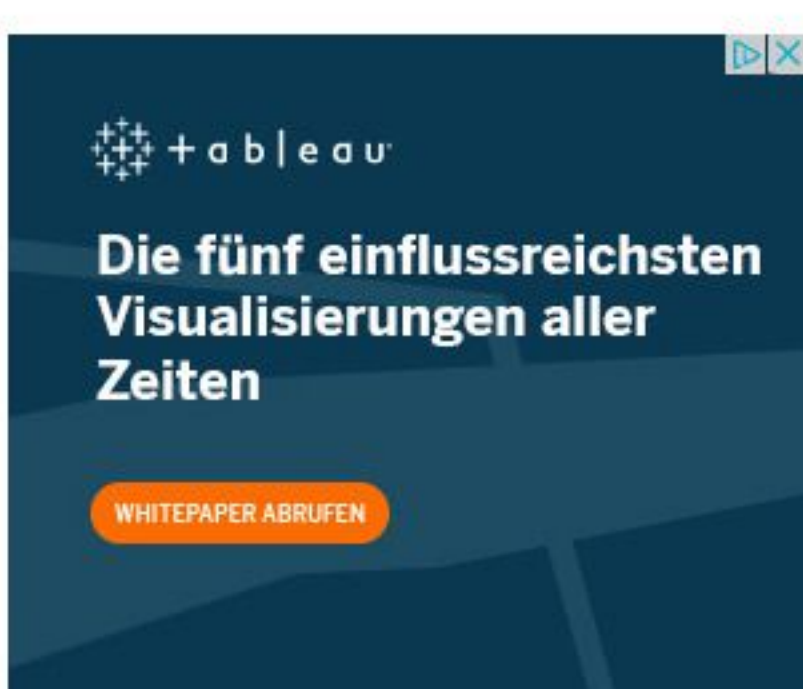 + a b l e a u
Die fünf einflussreichsten
Visualisierungen aller
Zeiten
WHITEPAPER ABRUFEN